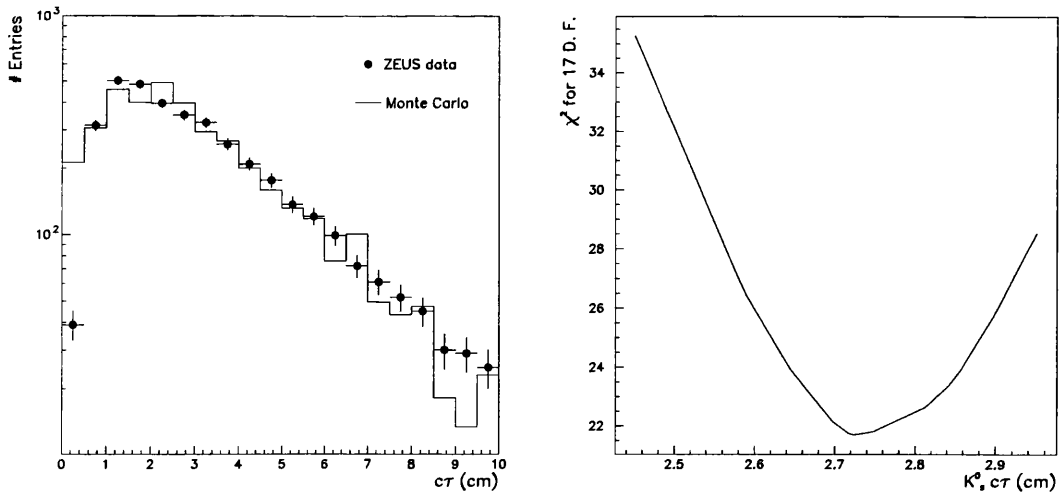 # Entries
10³
10²
10
● ZEUS data
— Monte Carlo
0 1 2 3 4 5 6 7 8 9 10
cτ (cm)
χ² for 17 D. F.
34
32
30
28
26
24
22
2.5 2.6 2.7 2.8 2.9
K⁰ₛ cτ (cm)